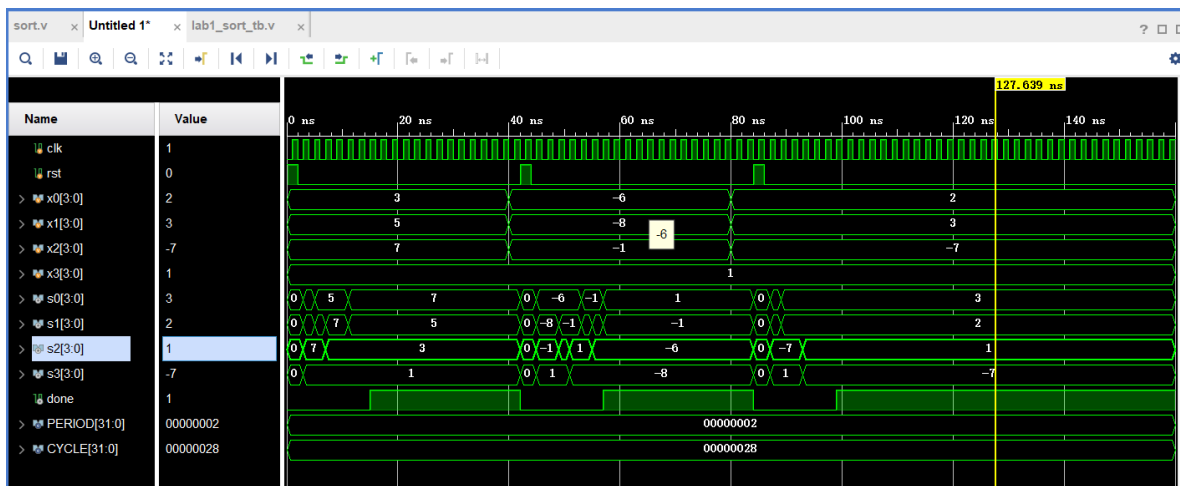 sort.v × Untitled 1* × lab1_sort_tb.v ×
?
127.639 ns
Name Value 0 ns 20 ns 40 ns 60 ns 80 ns 100 ns 120 ns 140 ns
clk 1
rst 0
x0[3:0] 2 3 -6 2
x1[3:0] 3 5 -8 3
-6
x2[3:0] -7 7 -1 -7
x3[3:0] 1 1
s0[3:0] 3 0 5 7 0 -6 -1 1 0 3
s1[3:0] 2 0 7 5 0 -8 -1 -1 0 2
s2[3:0] 1 0 7 3 0 -1 1 -6 0 -7 1
s3[3:0] -7 0 1 0 1 -8 0 1 -7
done 1
PERIOD[31:0] 00000002 00000002
CYCLE[31:0] 00000028 00000028